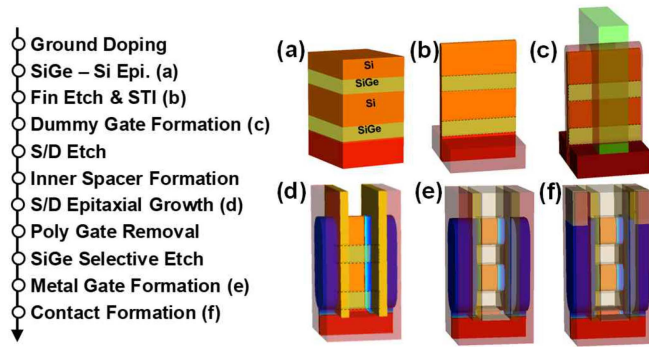 Ground Doping
SiGe – Si Epi. (a)
Fin Etch & STI (b)
Dummy Gate Formation (c)
S/D Etch
Inner Spacer Formation
S/D Epitaxial Growth (d)
Poly Gate Removal
SiGe Selective Etch
Metal Gate Formation (e)
Contact Formation (f)
(a)
Si
SiGe
Si
SiGe
(b)
(c)
(d)
(e)
(f)